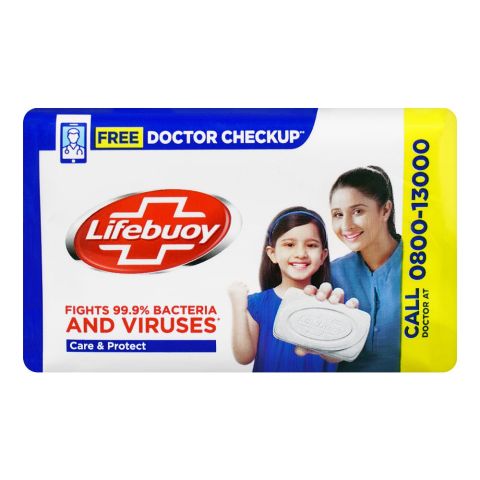 FREE DOCTOR CHECKUP**
Lifebuoy
FIGHTS 99.9% BACTERIA
AND VIRUSES*
Care & Protect
CALL
DOCTOR AT
0800-13000